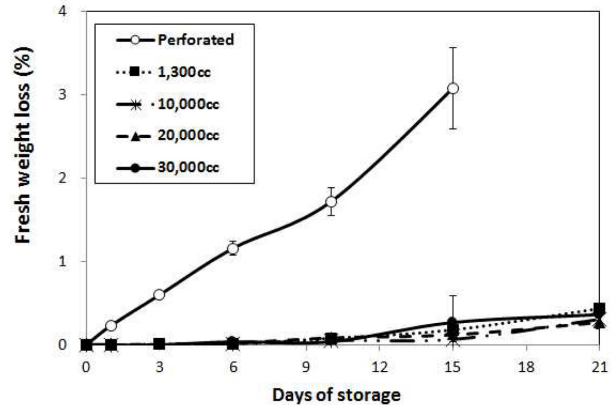 Fresh weight loss (%)
4
3
2
1
0
Perforated
1,300cc
10,000cc
20,000cc
30,000cc
0 3 6 9 12 15 18 21
Days of storage